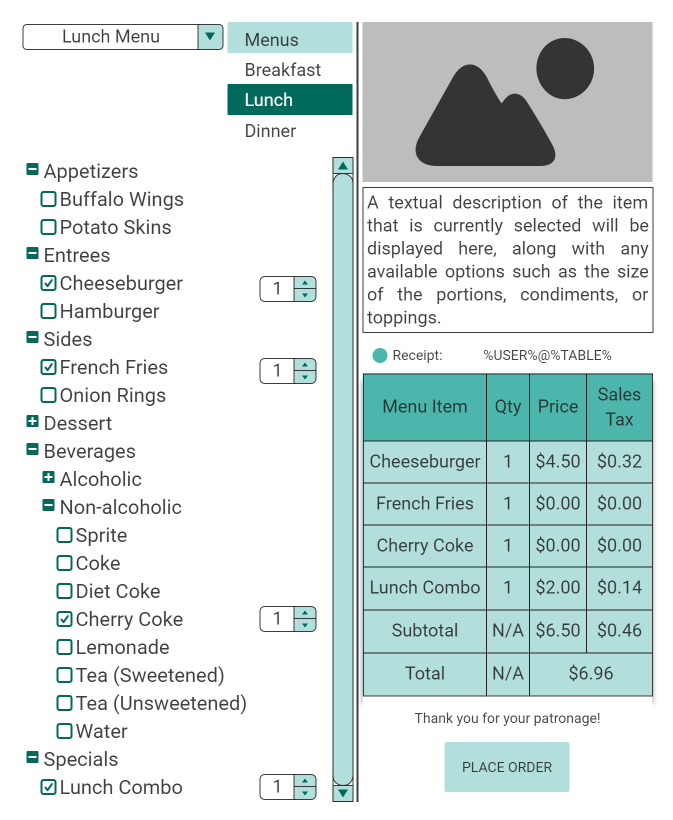 Lunch Menu
Menus
Breakfast
Lunch
Dinner
Appetizers
Buffalo Wings
Potato Skins
Entrees
Cheeseburger 1
Hamburger
Sides
French Fries 1
Onion Rings
Dessert
Beverages
Alcoholic
Non-alcoholic
Sprite
Coke
Diet Coke
Cherry Coke 1
Lemonade
Tea (Sweetened)
Tea (Unsweetened)
Water
Specials
Lunch Combo 1
A textual description of the item
that is currently selected will be
displayed here, along with any
available options such as the size
of the portions, condiments, or
toppings.
Receipt: %USER%@%TABLE%
Menu Item Qty Price Sales
Tax
Cheeseburger 1 $4.50 $0.32
French Fries 1 $0.00 $0.00
Cherry Coke 1 $0.00 $0.00
Lunch Combo 1 $2.00 $0.14
Subtotal N/A $6.50 $0.46
Total N/A $6.96
Thank you for your patronage!
PLACE ORDER